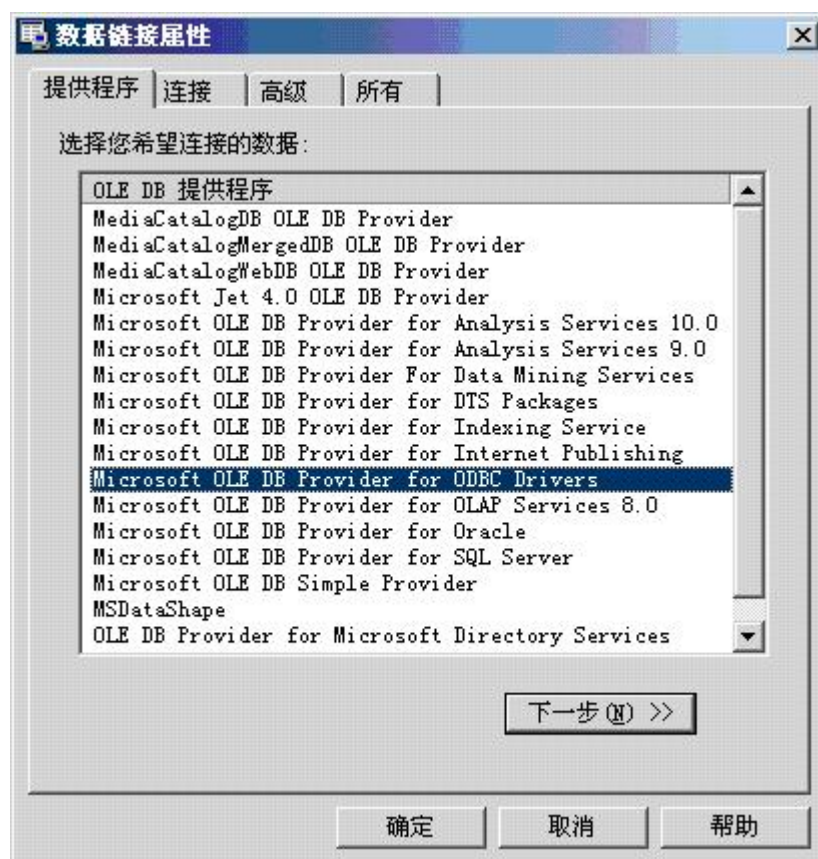 数据链接属性
提供程序 连接 高级 所有
选择您希望连接的数据:
OLE DB 提供程序
MediaCatalogDB OLE DB Provider
MediaCatalogMergedDB OLE DB Provider
MediaCatalogWebDB OLE DB Provider
Microsoft Jet 4.0 OLE DB Provider
Microsoft OLE DB Provider for Analysis Services 10.0
Microsoft OLE DB Provider for Analysis Services 9.0
Microsoft OLE DB Provider For Data Mining Services
Microsoft OLE DB Provider for DTS Packages
Microsoft OLE DB Provider for Indexing Service
Microsoft OLE DB Provider for Internet Publishing
Microsoft OLE DB Provider for ODBC Drivers
Microsoft OLE DB Provider for OLAP Services 8.0
Microsoft OLE DB Provider for Oracle
Microsoft OLE DB Provider for SQL Server
Microsoft OLE DB Simple Provider
MSDataShape
OLE DB Provider for Microsoft Directory Services
下一步(N) >>
确定 取消 帮助